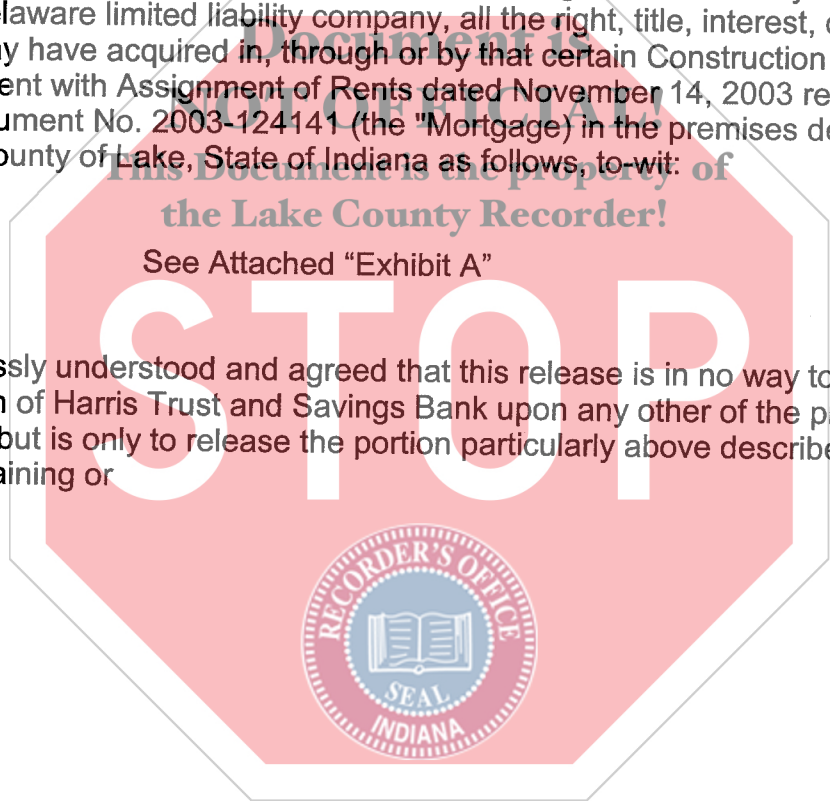 laware limited liability company, all the right, title, interest,
Document is
y have acquired in, through or by that certain Construction
ent with Assignment of Rents dated November 14, 2003 re
NOT OFFICIAL!
ument No. 2003-124141 (the "Mortgage) in the premises de
ounty of Lake, State of Indiana as follows, to-wit:
This Document is the property of
the Lake County Recorder!
See Attached “Exhibit A”
STOP
ssly understood and agreed that this release is in no way to
n of Harris Trust and Savings Bank upon any other of the p
but is only to release the portion particularly above describe
aining or
RECORDER'S OFFICE
SEAL
INDIANA